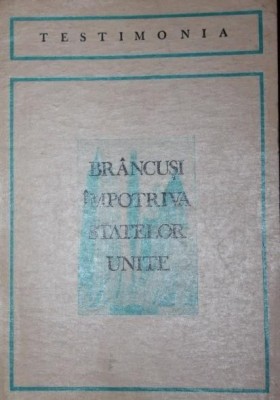 TESTIMONIA
BRÂNCUȘI
ÎMPOTRIVA
STATELOR
UNITE